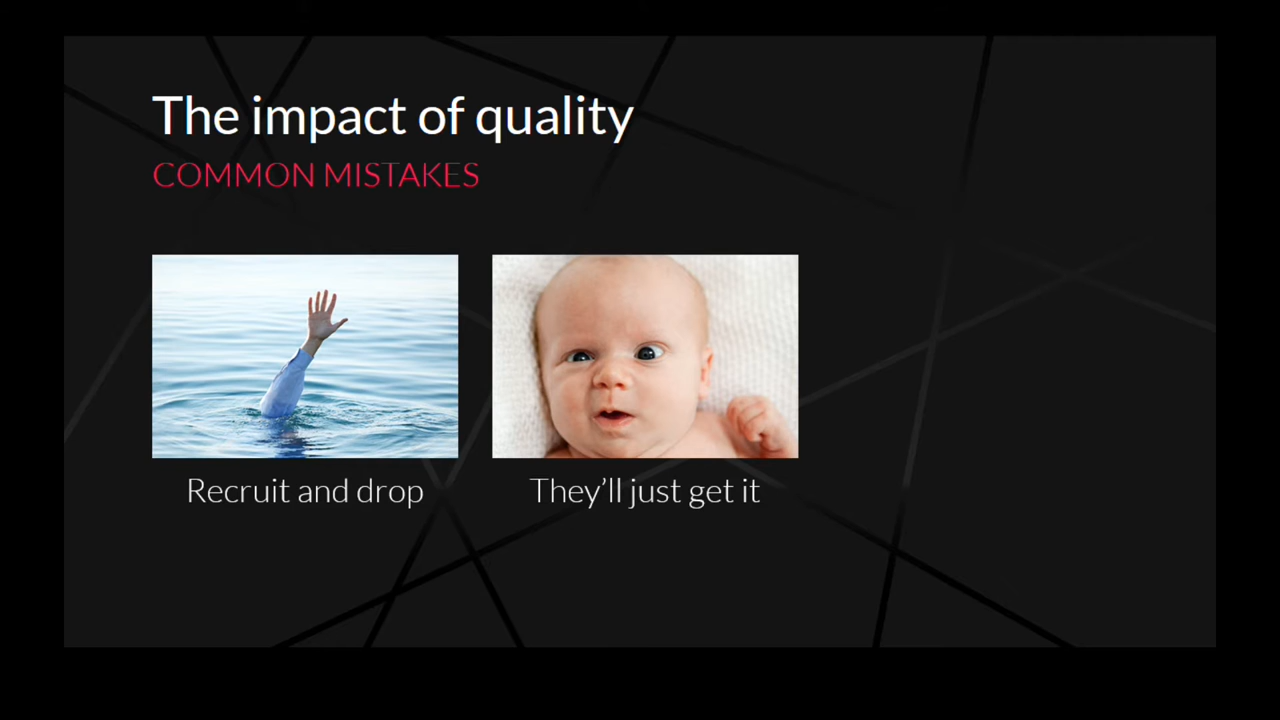 The impact of quality
COMMON MISTAKES
Recruit and drop
They’ll just get it